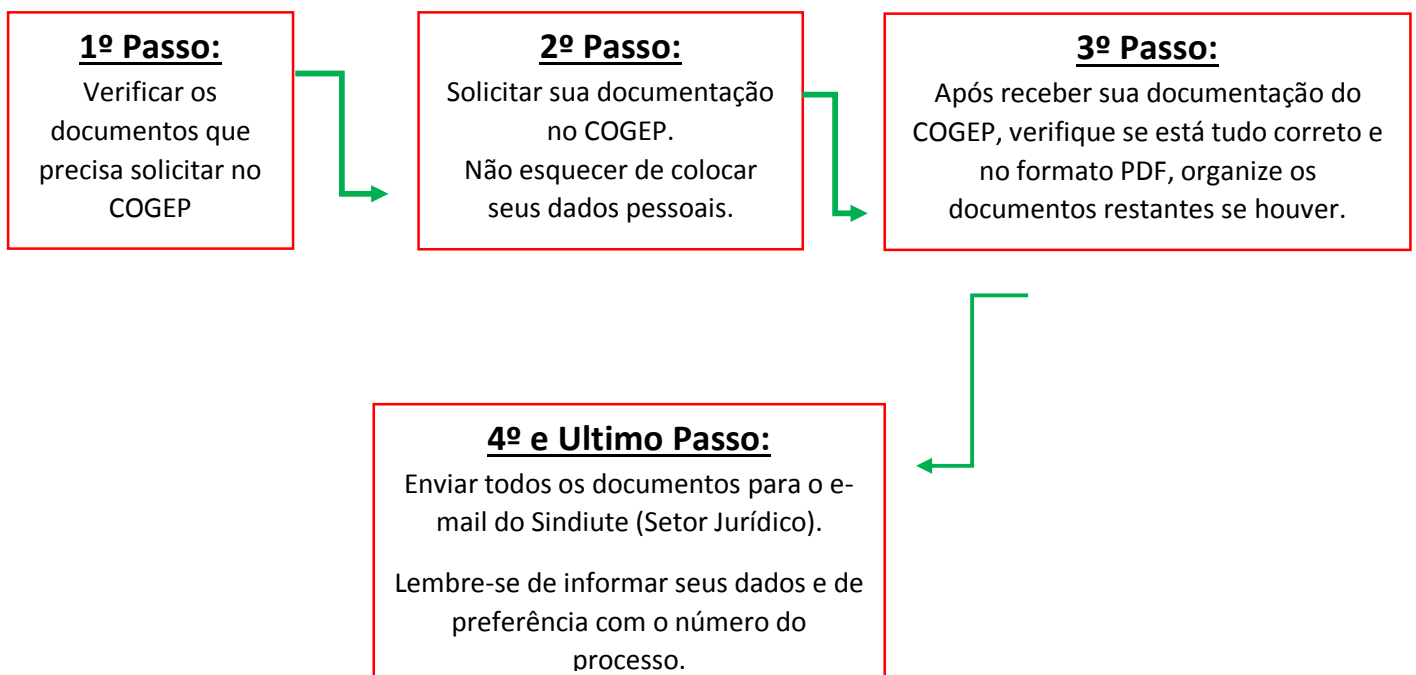 1º Passo:
Verificar os
documentos que
precisa solicitar no
COGEP
2º Passo:
Solicitar sua documentação
no COGEP.
Não esquecer de colocar
seus dados pessoais.
3º Passo:
Após receber sua documentação do
COGEP, verifique se está tudo correto e
no formato PDF, organize os
documentos restantes se houver.
4º e Ultimo Passo:
Enviar todos os documentos para o e-
mail do Sindiute (Setor Jurídico).
Lembre-se de informar seus dados e de
preferência com o número do
processo.